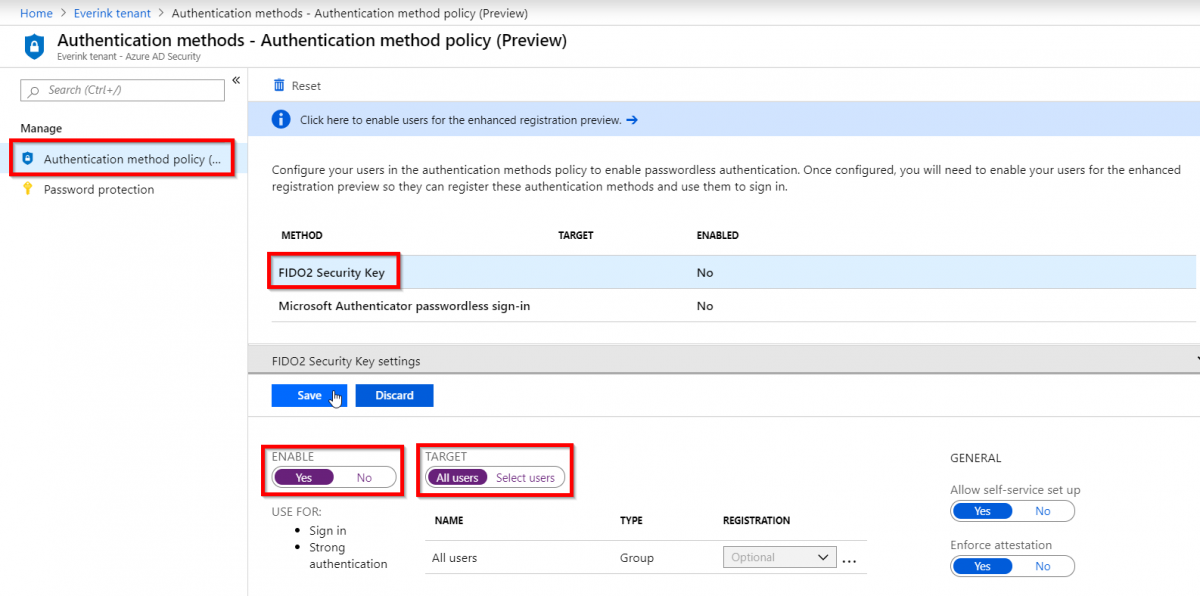 Home > Everink tenant > Authentication methods - Authentication method policy (Preview)
Authentication methods - Authentication method policy (Preview)
Everink tenant - Azure AD Security
Search (Ctrl+/)
«
Manage
Authentication method policy (...
Password protection
Reset
Click here to enable users for the enhanced registration preview. →
Configure your users in the authentication methods policy to enable passwordless authentication. Once configured, you will need to enable your users for the enhanced
registration preview so they can register these authentication methods and use them to sign in.
METHOD TARGET ENABLED
FIDO2 Security Key No
Microsoft Authenticator passwordless sign-in No
FIDO2 Security Key settings
Save Discard
ENABLE TARGET
Yes No All users Select users
USE FOR:
• Sign in
• Strong
authentication
NAME TYPE REGISTRATION
All users Group Optional ...
GENERAL
Allow self-service set up
Yes No
Enforce attestation
Yes No